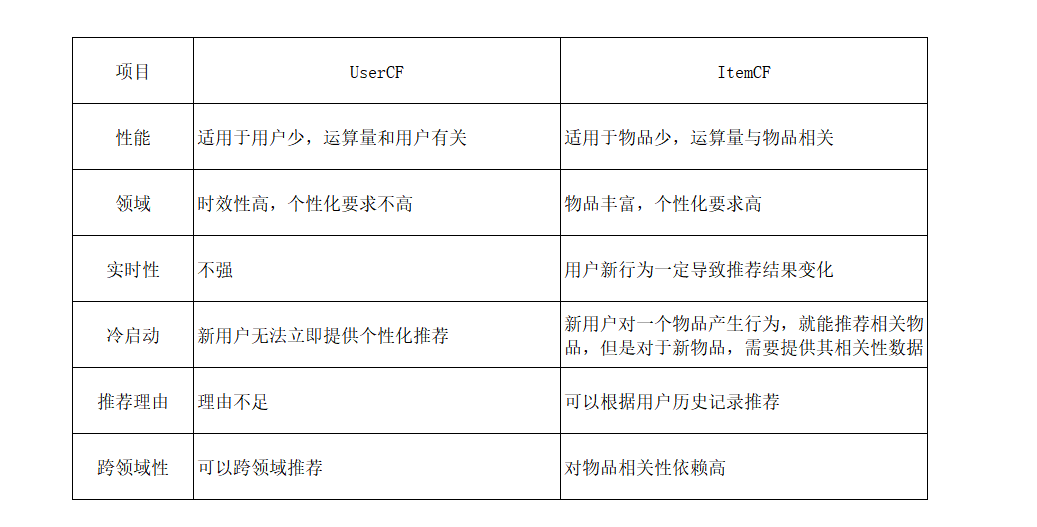 项目 UserCF ItemCF
性能 适用于用户少，运算量和用户有关 适用于物品少，运算量与物品相关
领域 时效性高，个性化要求不高 物品丰富，个性化要求高
实时性 不强 用户新行为一定导致推荐结果变化
冷启动 新用户无法立即提供个性化推荐 新用户对一个物品产生行为，就能推荐相关物
品，但是对于新物品，需要提供其相关性数据
推荐理由 理由不足 可以根据用户历史记录推荐
跨领域性 可以跨领域推荐 对物品相关性依赖高